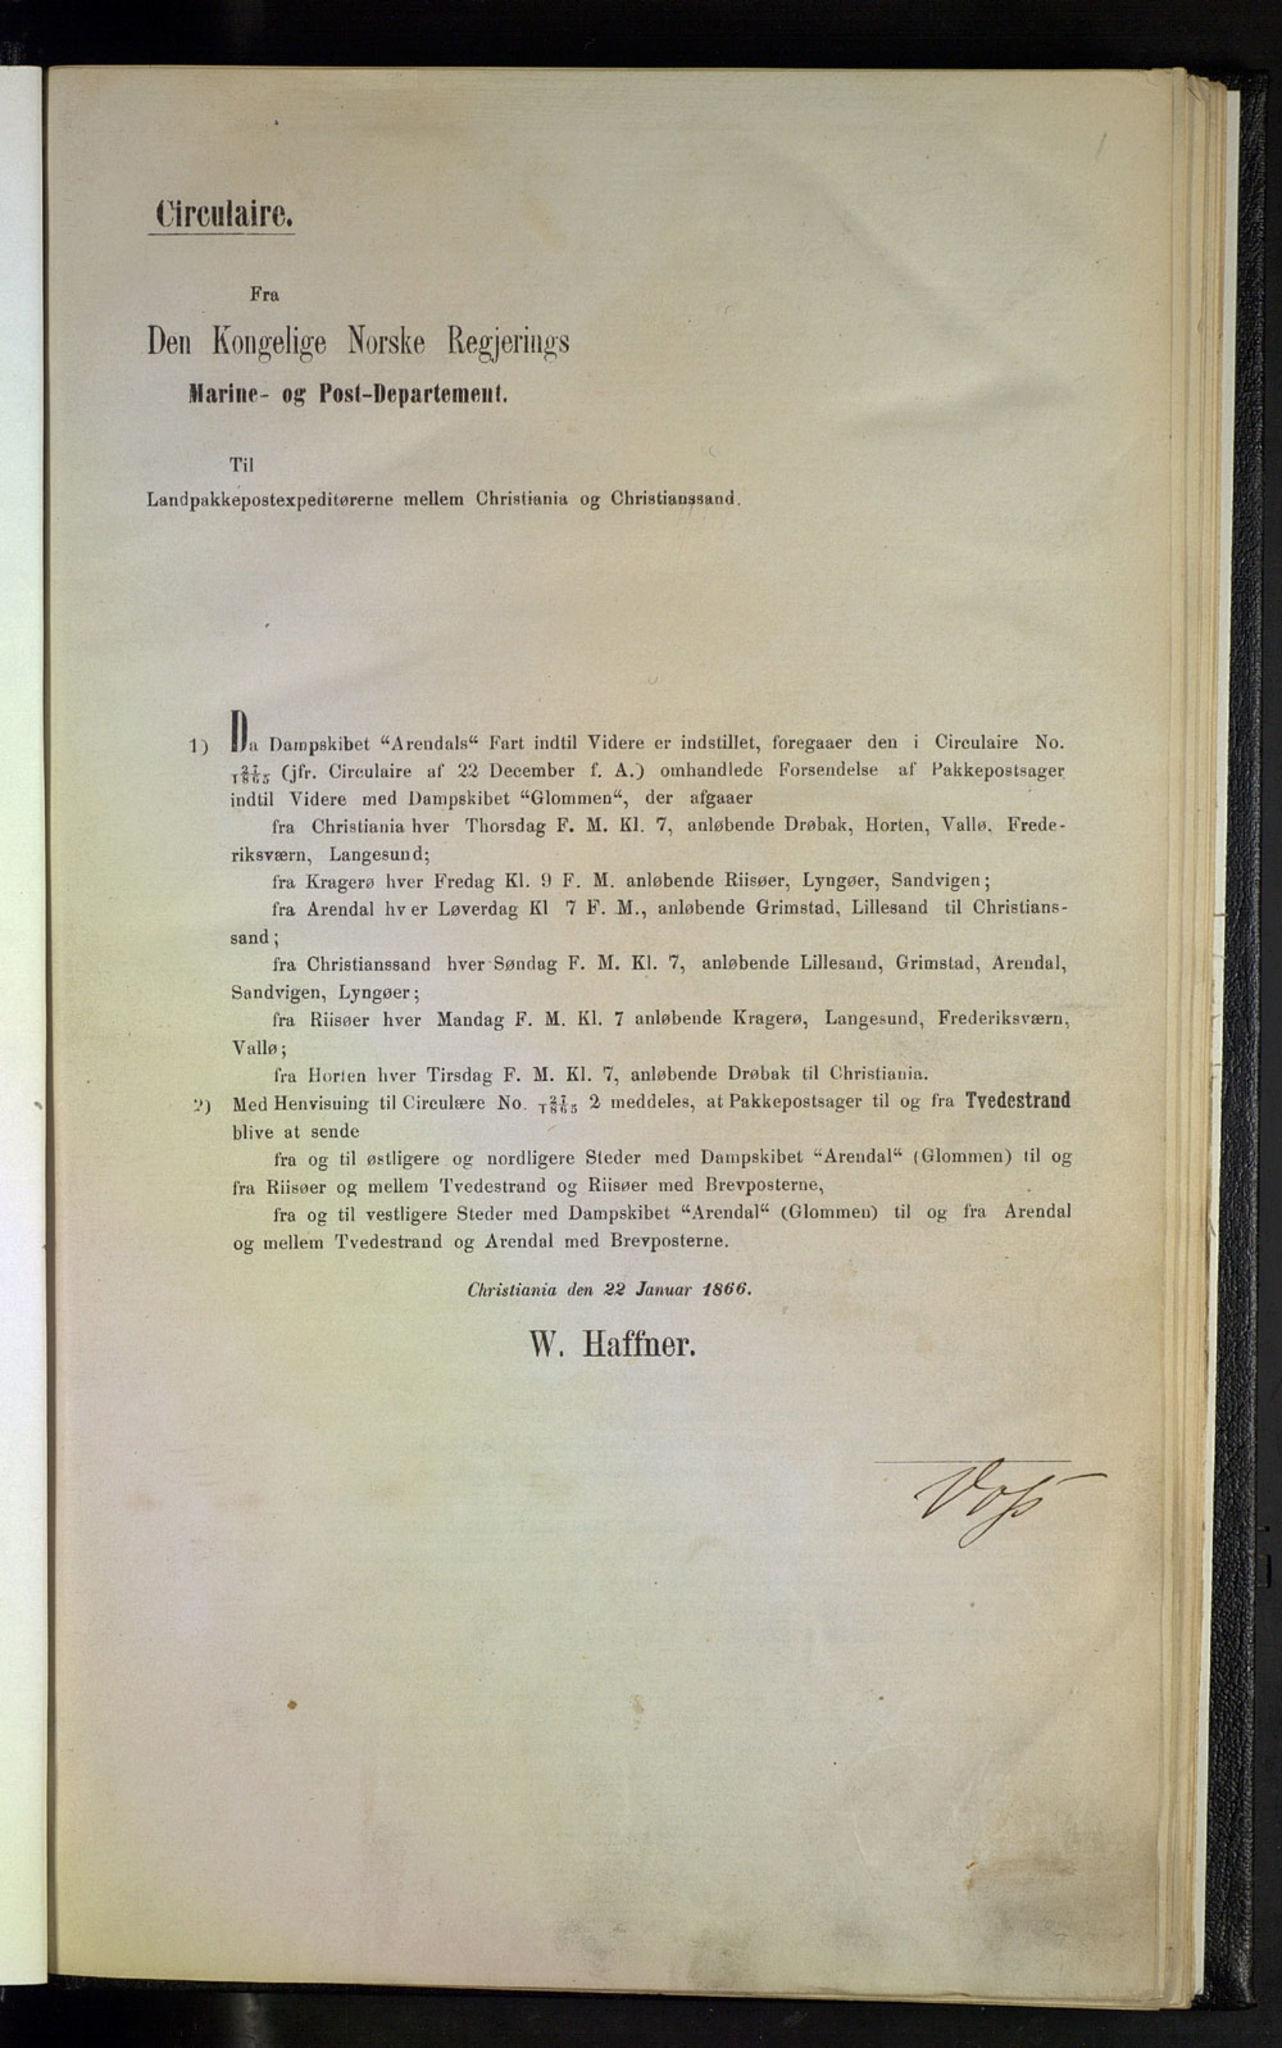 Circulaire.
Fra
Den Kongelige Norske Regjerings
Marine- og Post-Departement.
Til
Landpakkepostexpeditørerne mellem Christiania og Christianssand.
1) Da Dampskibet “Arendals“ Fart indtil Videre er indstillet, foregaaer den i Circulaire No.
21/1865 (jfr. Circulaire af 22 December f. A.) omhandlede Forsendelse af Pakkepostsager
indtil Videre med Dampskibet “Glommen“, der afgaaer
fra Christiania hver Thorsdag F. M. Kl. 7, anløbende Drøbak, Horten, Vallø, Frede-
riksværn, Langesund;
fra Kragerø hver Fredag Kl. 9 F. M. anløbende Riisøer, Lyngøer, Sandvigen;
fra Arendal hver Løverdag Kl 7 F. M., anløbende Grimstad, Lillesand til Christians-
sand;
fra Christianssand hver Søndag F. M. Kl. 7, anløbende Lillesand, Grimstad, Arendal,
Sandvigen, Lyngøer;
fra Riisøer hver Mandag F. M. Kl. 7 anløbende Kragerø, Langesund, Frederiksværn,
Vallø;
fra Horten hver Tirsdag F. M. Kl. 7, anløbende Drøbak til Christiania.
2) Med Henvisning til Circulære No. 21/1865 2 meddeles, at Pakkepostsager til og fra Tvedestrand
blive at sende
fra og til østligere og nordligere Steder med Dampskibet “Arendal“ (Glommen) til og
fra Riisøer og mellem Tvedestrand og Riisøer med Brevposterne,
fra og til vestligere Steder med Dampskibet “Arendal“ (Glommen) til og fra Arendal
og mellem Tvedestrand og Arendal med Brevposterne.
Christiania den 22 Januar 1866.
W. Haffner.
Voss